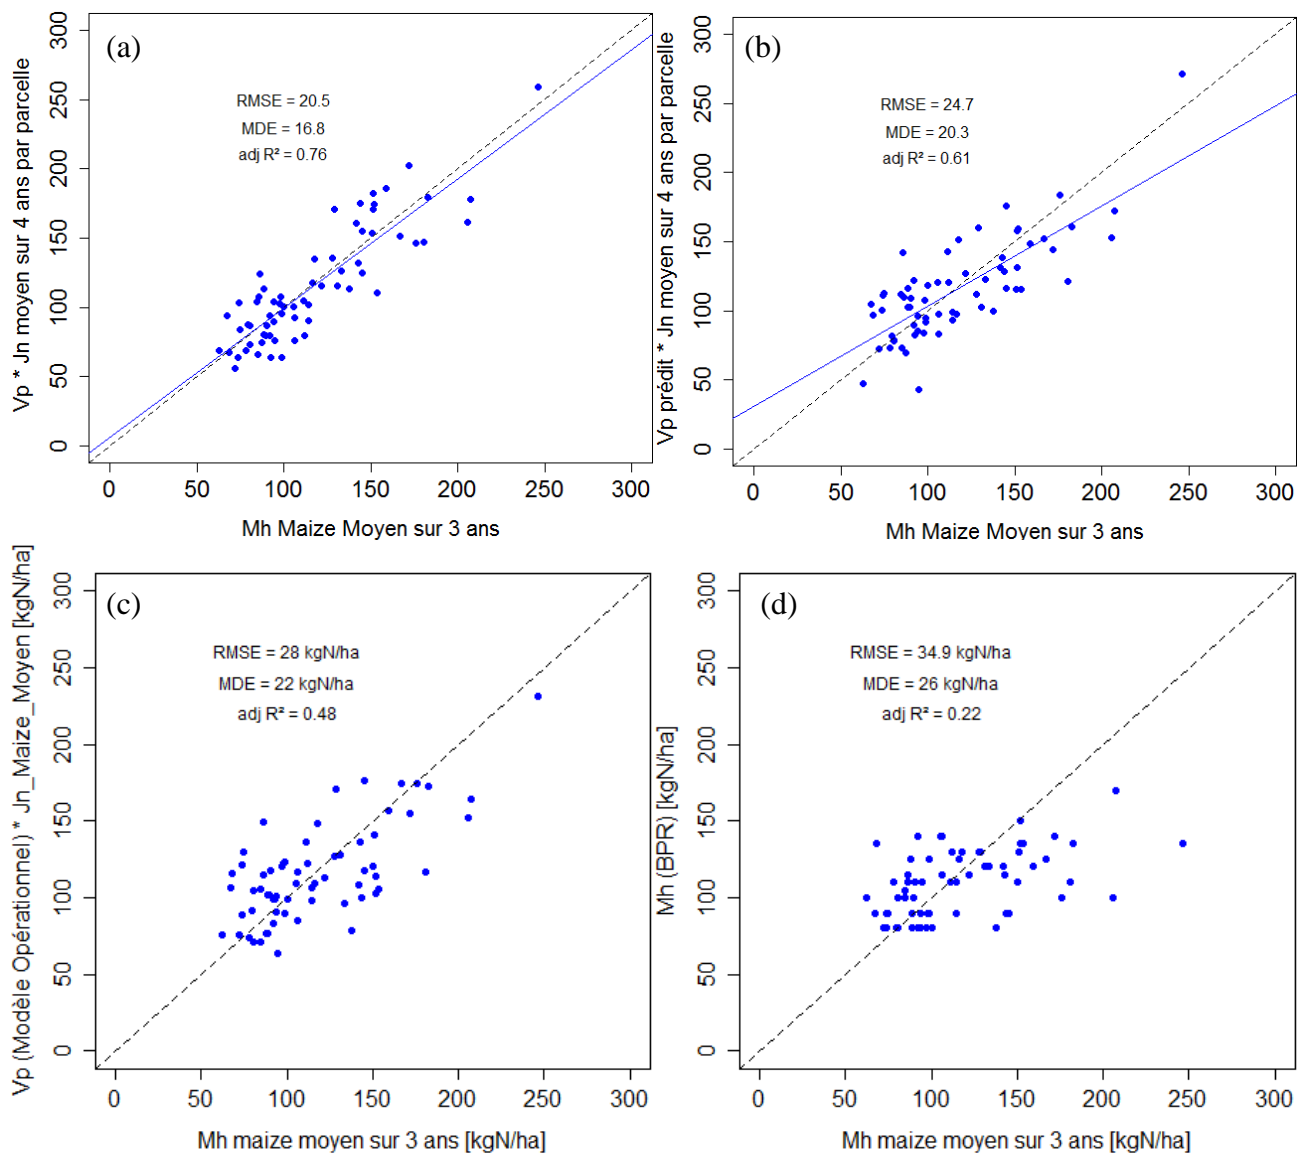 (a)
RMSE = 20.5
MDE = 16.8
adj R² = 0.76
Vp * Jn moyen sur 4 ans par parcelle
0
50
100
150
200
250
300
0 50 100 150 200 250 300
Mh Maize Moyen sur 3 ans
(b)
RMSE = 24.7
MDE = 20.3
adj R² = 0.61
Vp prédit * Jn moyen sur 4 ans par parcelle
0
50
100
150
200
250
300
0 50 100 150 200 250 300
Mh Maize Moyen sur 3 ans
(c)
RMSE = 28 kgN/ha
MDE = 22 kgN/ha
adj R² = 0.48
Vp (Modèle Opérationnel) * Jn_Maize_Moyen [kgN/ha]
0
50
100
150
200
250
300
0 50 100 150 200 250 300
Mh maize moyen sur 3 ans [kgN/ha]
(d)
RMSE = 34.9 kgN/ha
MDE = 26 kgN/ha
adj R² = 0.22
Mh (BPR) [kgN/ha]
0
50
100
150
200
250
300
0 50 100 150 200 250 300
Mh maize moyen sur 3 ans [kgN/ha]